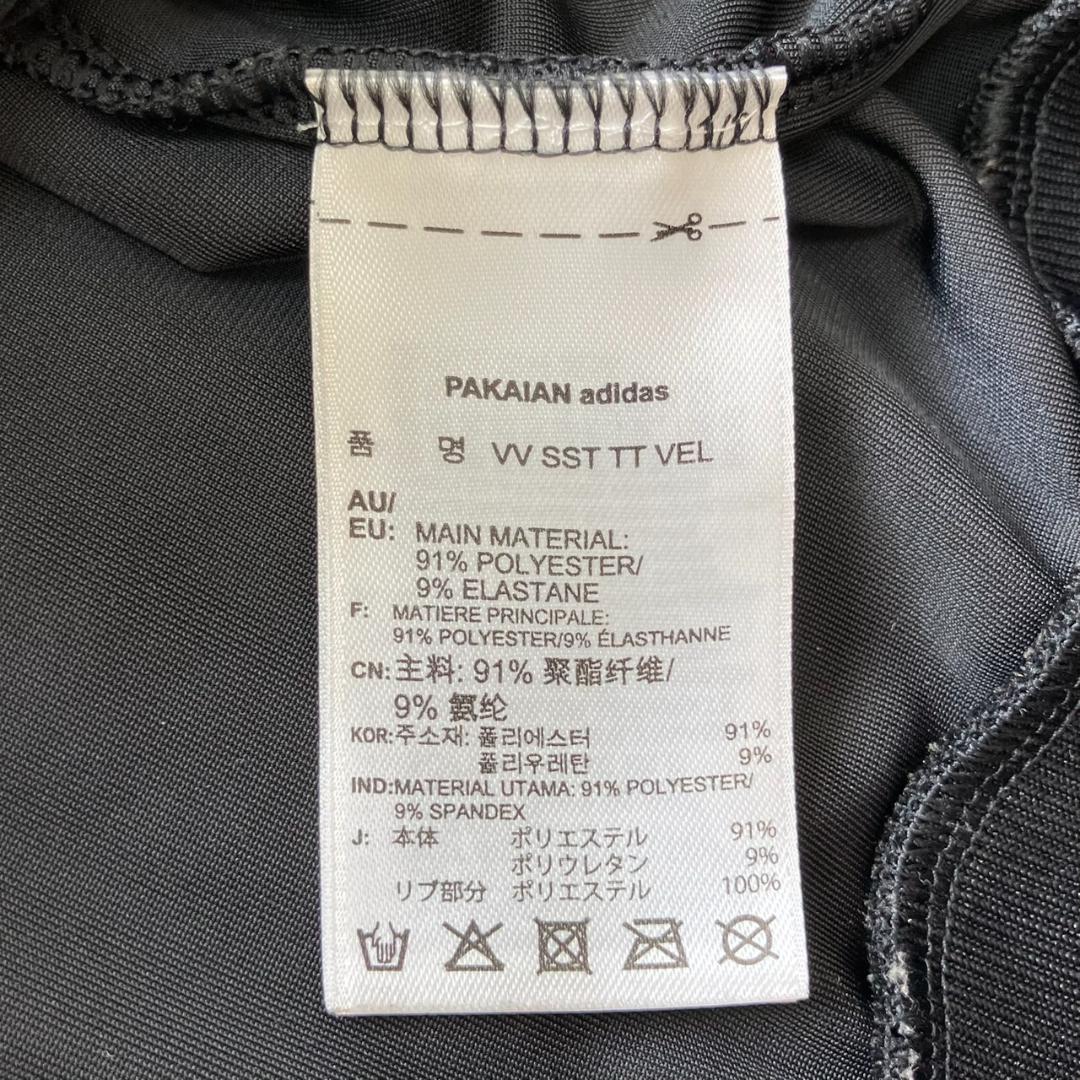 PAKAIAN adidas
품 명 VV SST TT VEL
AU/
EU: MAIN MATERIAL:
91% POLYESTER/
9% ELASTANE
F: MATIERE PRINCIPALE:
91% POLYESTER/9% ÉLASTHANNE
CN: 主料: 91% 聚酯纤维/
9% 氨纶
KOR: 주소재: 폴리에스터 91%
폴리우레탄 9%
IND: MATERIAL UTAMA: 91% POLYESTER/
9% SPANDEX
J: 本体 ポリエステル 91%
ポリウレタン 9%
リブ部分 ポリエステル 100%